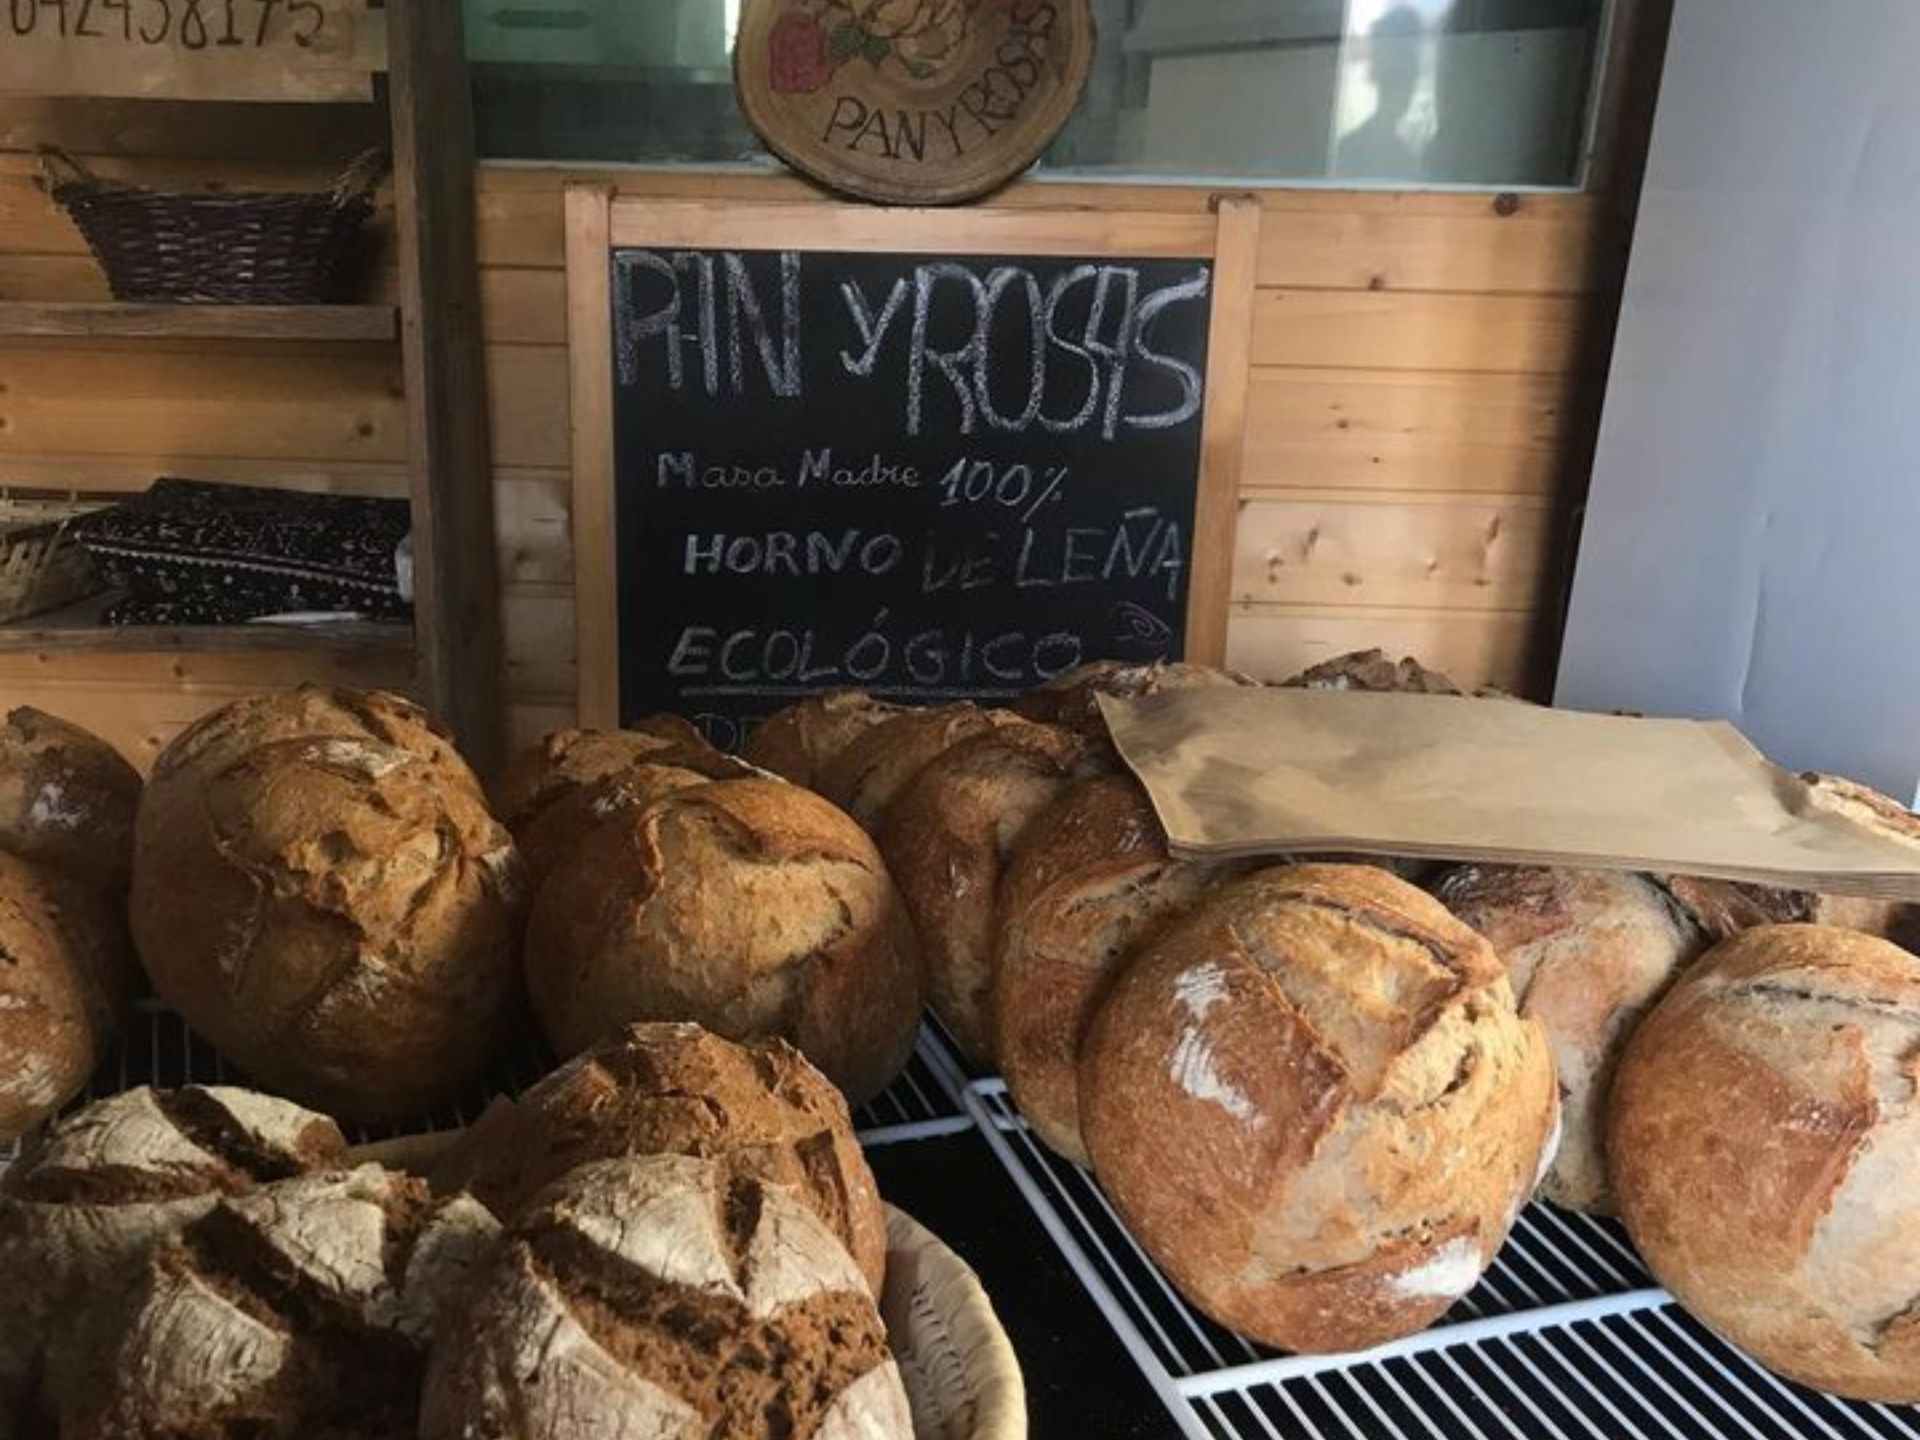 PAN Y ROSAS
PAN y ROSAS
Masa Madre 100%
HORNO DE LEÑA
ECOLÓGICO